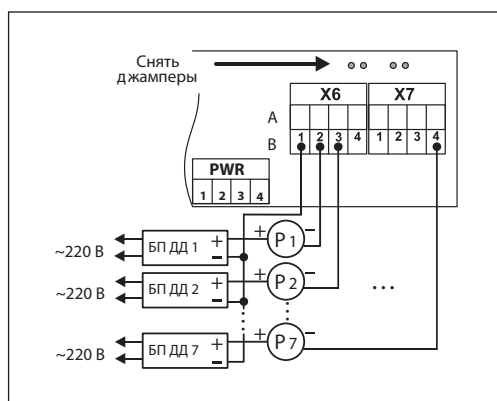 Снять
джамперы
X6 X7
A
B
1 2 3 4 1 2 3 4
PWR
1 2 3 4
~220 В БП ДД 1 + − + P 1 −
~220 В БП ДД 2 + − + P 2 − ...
~220 В БП ДД 7 + − + P 7 −